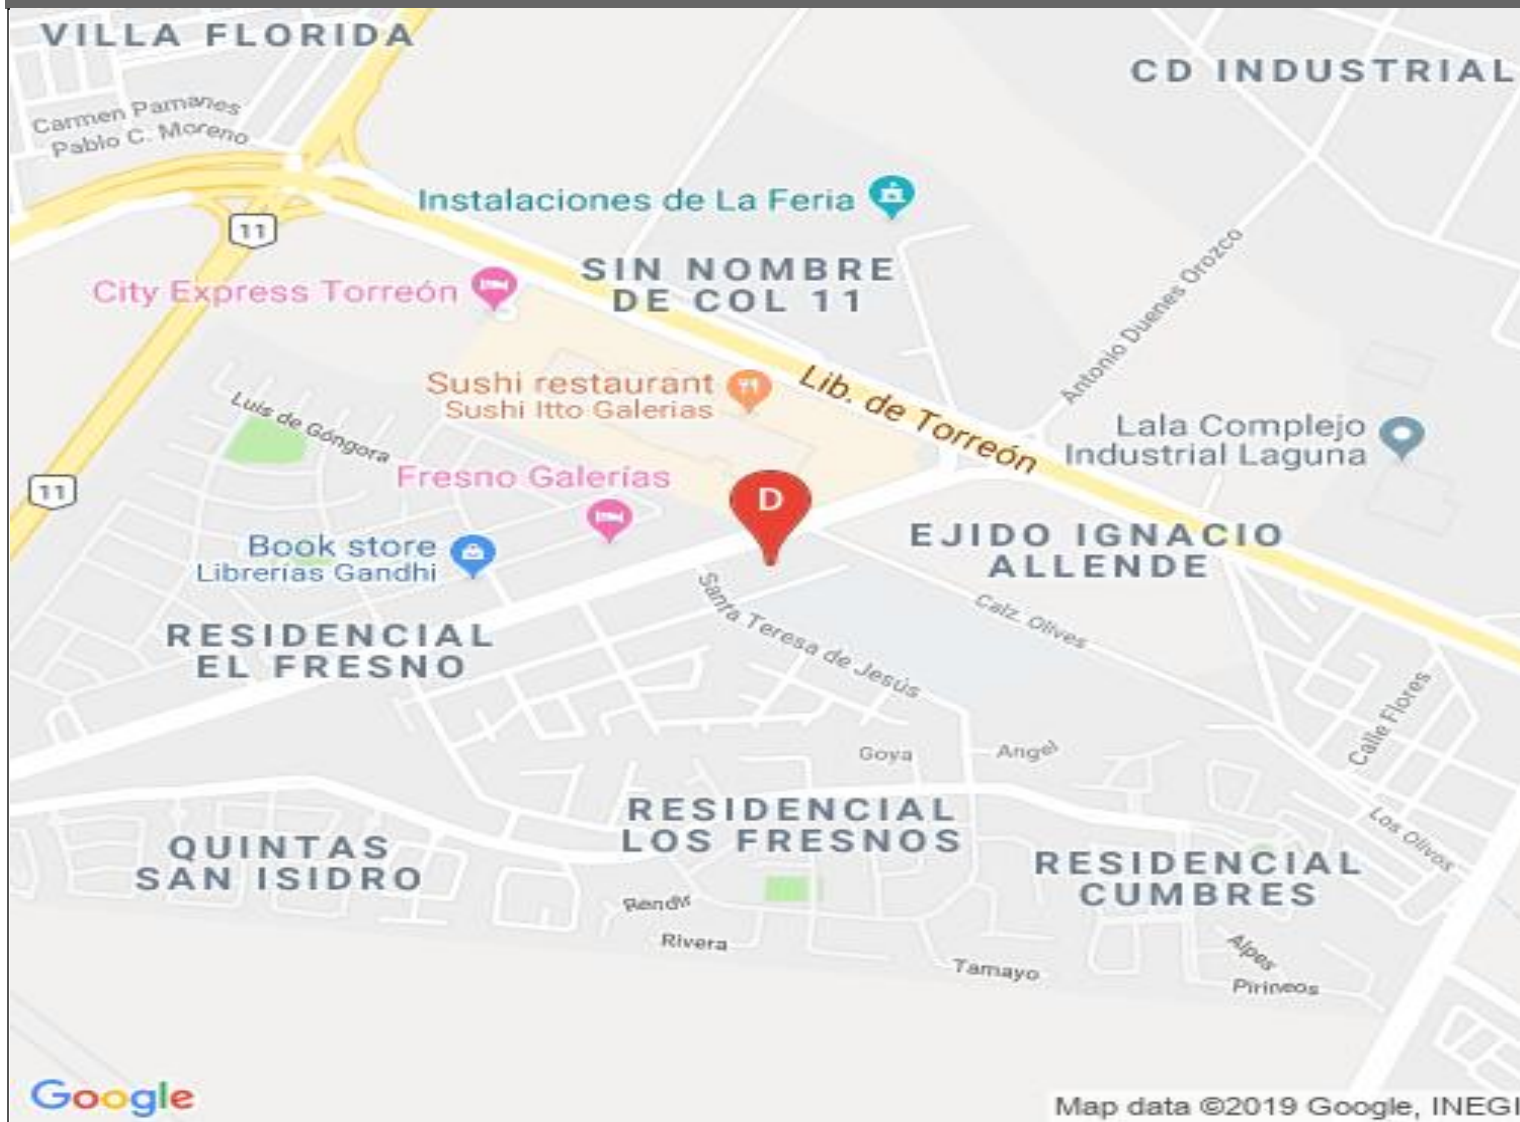 VILLA FLORIDA
CD INDUSTRIAL
Carmen Pamanes
Pablo C. Moreno
Instalaciones de La Feria
11
SIN NOMBRE
DE COL 11
City Express Torreón
Antonio Duenes Orozco
Sushi restaurant
Sushi Itto Galerias
Lib. de Torreón
Luis de Góngora
Lala Complejo
Industrial Laguna
Fresno Galerías
11
D
EJIDO IGNACIO
ALLENDE
Book store
Librerías Gandhi
Santa Teresa de Jesús
Calz. Olives
RESIDENCIAL
EL FRESNO
Calle Flores
Goya
Angel
RESIDENCIAL
LOS FRESNOS
Los Olivos
QUINTAS
SAN ISIDRO
RESIDENCIAL
CUMBRES
Rivera
Alpes
Tamayo
Pirineos
Google
Map data ©2019 Google, INEGI